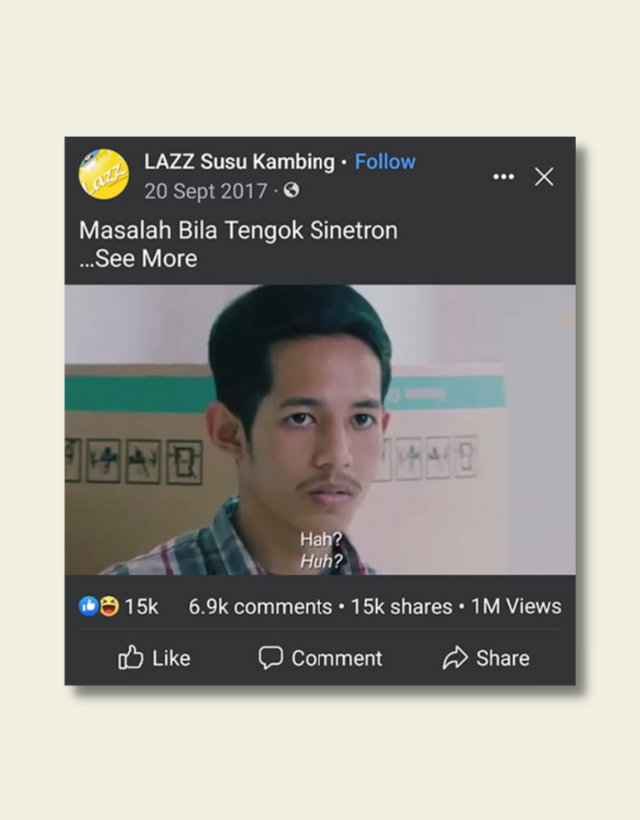 Lazz
LAZZ Susu Kambing • Follow
20 Sept 2017 ·
Masalah Bila Tengok Sinetron
...See More
Hah?
Huh?
15k 6.9k comments • 15k shares • 1M Views
Like Comment Share